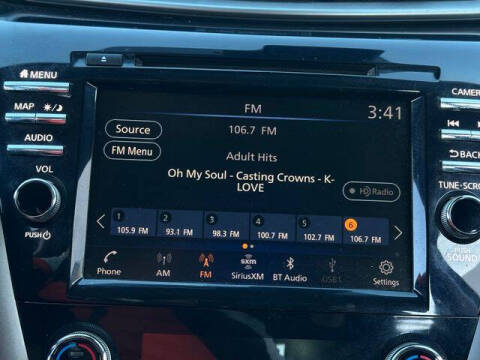 MENU
CAMERA
MAP
AUDIO
BACK
VOL
TUNE-SCROLL
PUSH
PUSH
SOUND
FM
3:41
Source
106.7 FM
FM Menu
Adult Hits
Oh My Soul - Casting Crowns - K-
LOVE
HD Radio
1 2 3 4 5 6
105.9 FM 93.1 FM 98.3 FM 100.7 FM 102.7 FM 106.7 FM
Phone AM FM SiriusXM BT Audio USB1 Settings
sxm